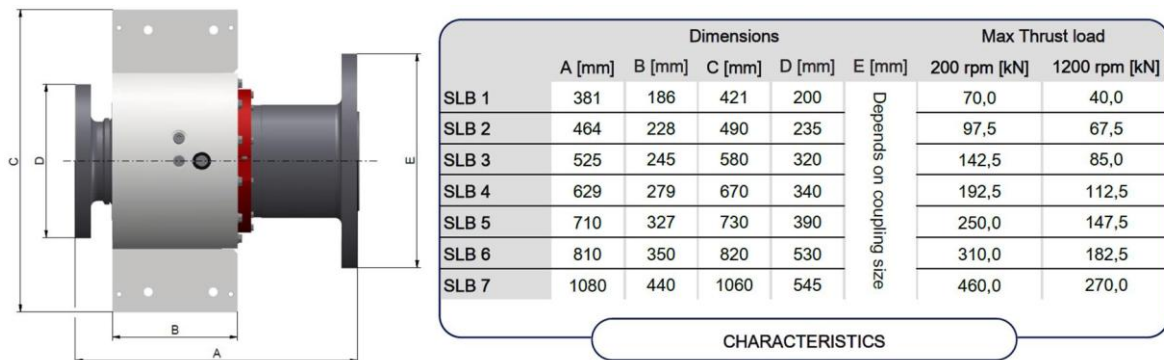 C
D
E
B
A
Dimensions Max Thrust load
A [mm] B [mm] C [mm] D [mm] E [mm] 200 rpm [kN] 1200 rpm [kN]
SLB 1 381 186 421 200 70,0 40,0
SLB 2 464 228 490 235 97,5 67,5
SLB 3 525 245 580 320 142,5 85,0
SLB 4 629 279 670 340 192,5 112,5
SLB 5 710 327 730 390 250,0 147,5
SLB 6 810 350 820 530 310,0 182,5
SLB 7 1080 440 1060 545 460,0 270,0
Depends on coupling size
CHARACTERISTICS